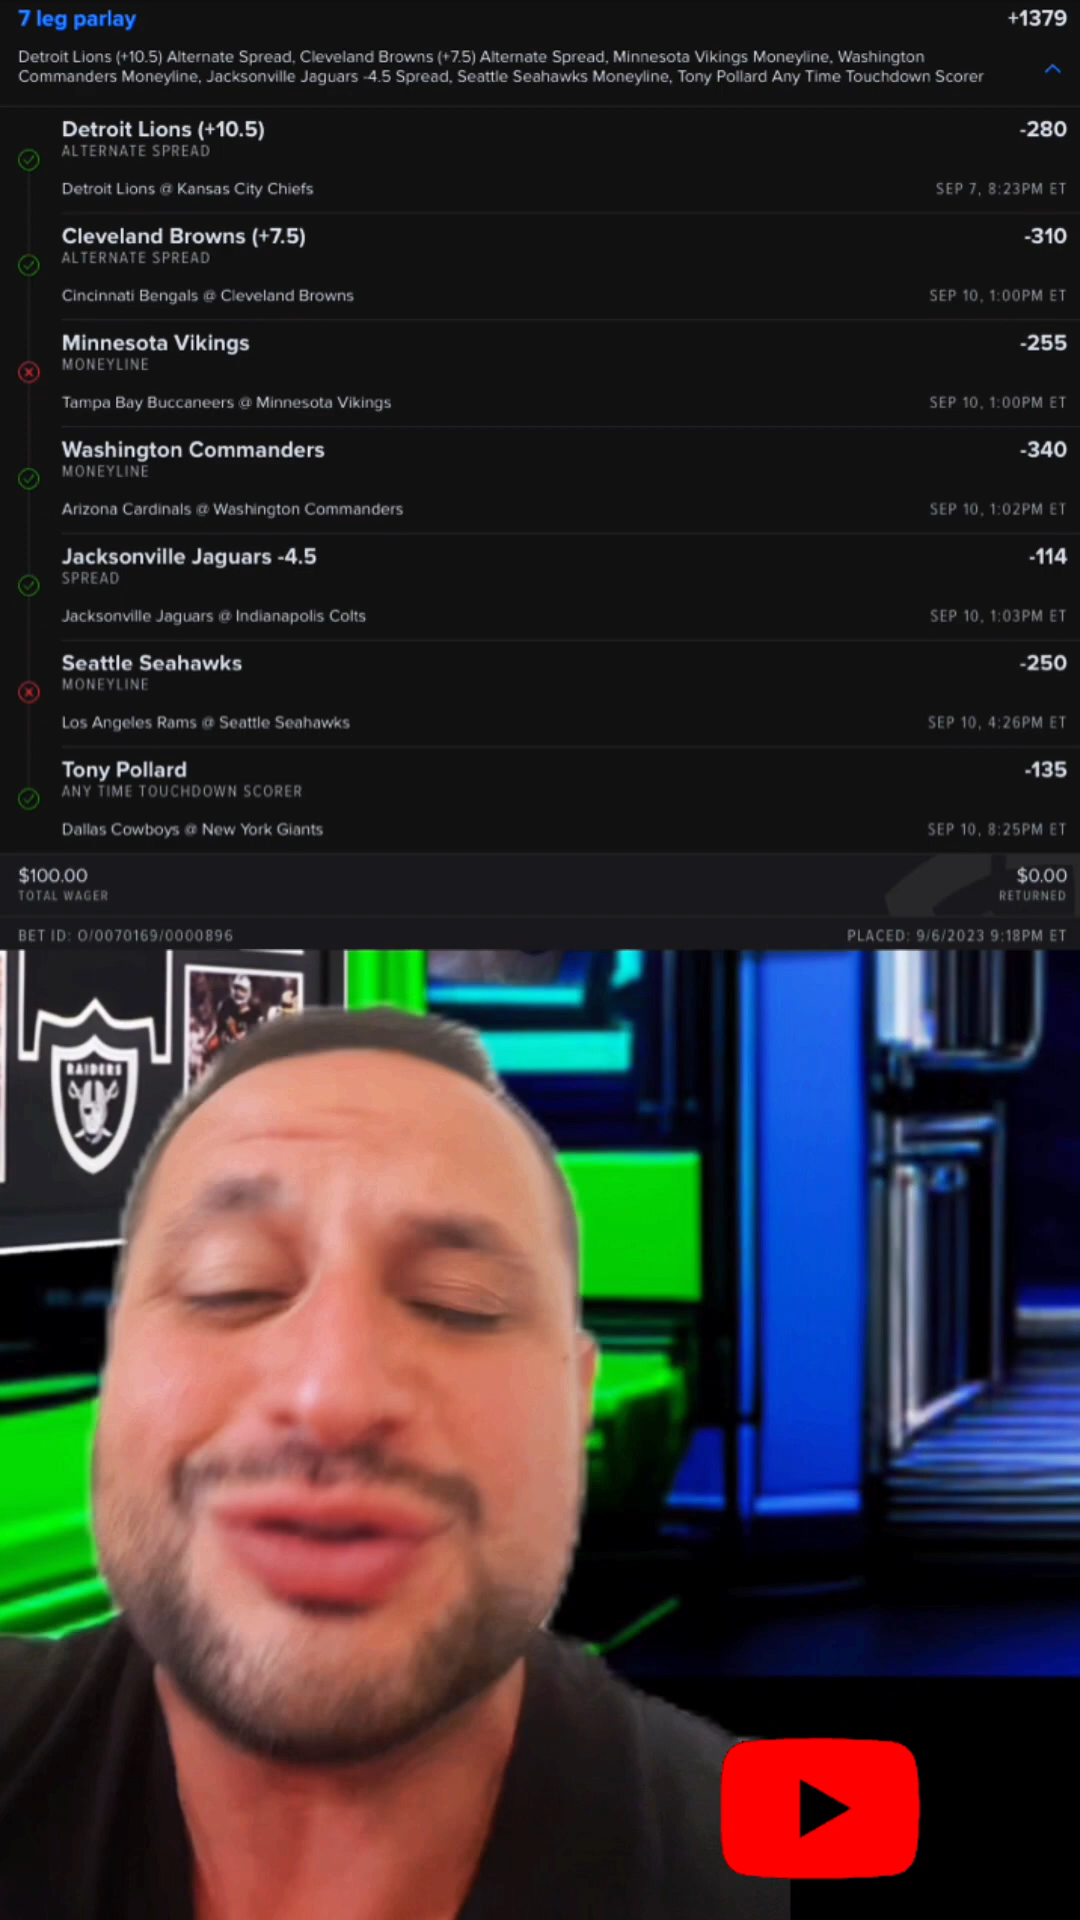 7 leg parlay +1379
Detroit Lions (+10.5) Alternate Spread, Cleveland Browns (+7.5) Alternate Spread, Minnesota Vikings Moneyline, Washington
Commanders Moneyline, Jacksonville Jaguars -4.5 Spread, Seattle Seahawks Moneyline, Tony Pollard Any Time Touchdown Scorer
Detroit Lions (+10.5) -280
ALTERNATE SPREAD
Detroit Lions @ Kansas City Chiefs SEP 7, 8:23PM ET
Cleveland Browns (+7.5) -310
ALTERNATE SPREAD
Cincinnati Bengals @ Cleveland Browns SEP 10, 1:00PM ET
Minnesota Vikings -255
MONEYLINE
Tampa Bay Buccaneers @ Minnesota Vikings SEP 10, 1:00PM ET
Washington Commanders -340
MONEYLINE
Arizona Cardinals @ Washington Commanders SEP 10, 1:02PM ET
Jacksonville Jaguars -4.5 -114
SPREAD
Jacksonville Jaguars @ Indianapolis Colts SEP 10, 1:03PM ET
Seattle Seahawks -250
MONEYLINE
Los Angeles Rams @ Seattle Seahawks SEP 10, 4:26PM ET
Tony Pollard -135
ANY TIME TOUCHDOWN SCORER
Dallas Cowboys @ New York Giants SEP 10, 8:25PM ET
$100.00 $0.00
TOTAL WAGER RETURNED
BET ID: O/0070169/0000896 PLACED: 9/6/2023 9:18PM ET
RAIDERS